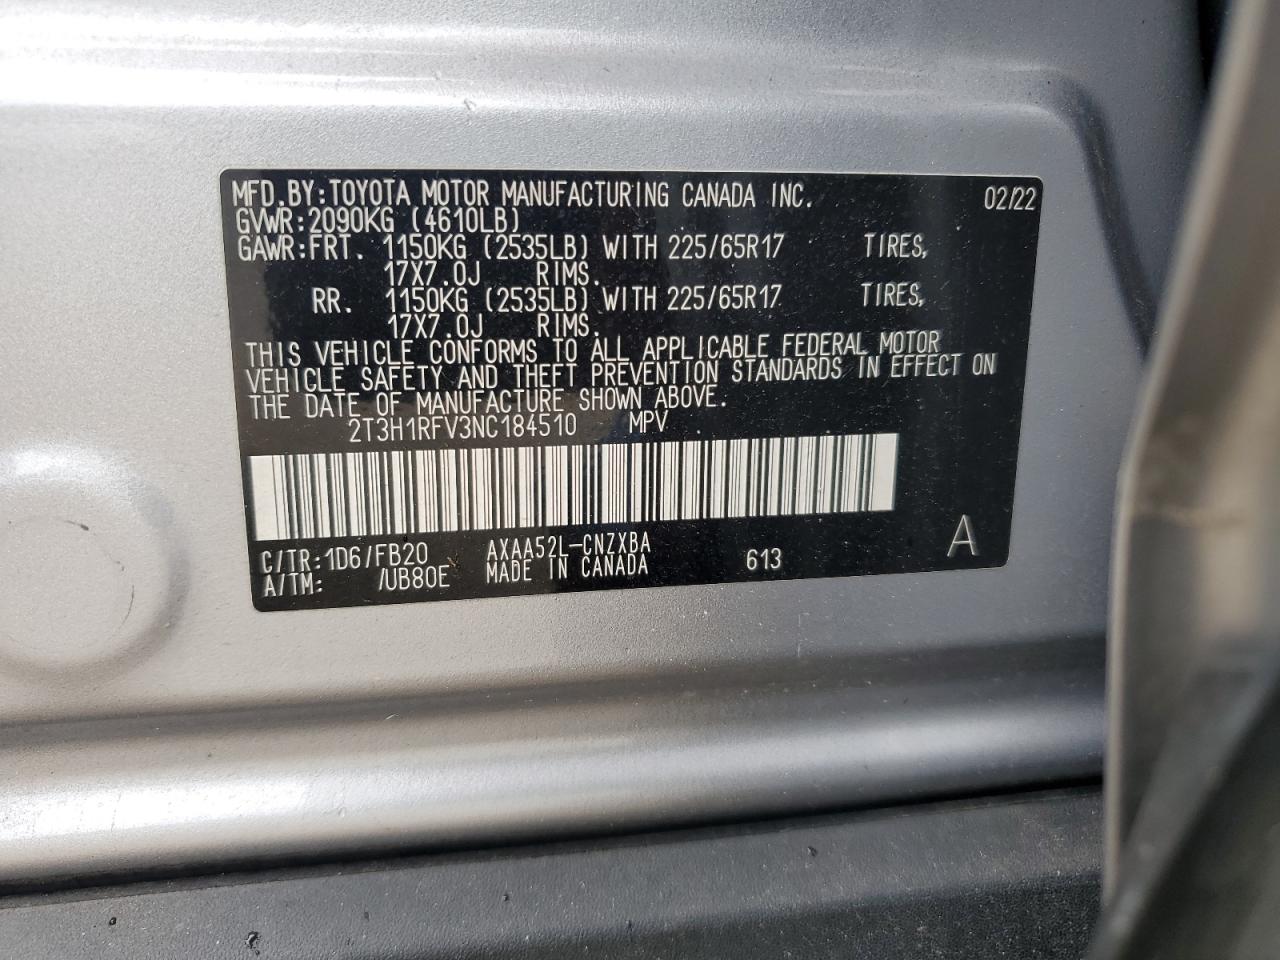 MFD.BY:TOYOTA MOTOR MANUFACTURING CANADA INC. 02/22
GVWR:2090KG (4610LB)
GAWR:FRT. 1150KG (2535LB) WITH 225/65R17 TIRES,
17X7.0J RIMS.
RR. 1150KG (2535LB) WITH 225/65R17 TIRES,
17X7.0J RIMS.
THIS VEHICLE CONFORMS TO ALL APPLICABLE FEDERAL MOTOR
VEHICLE SAFETY AND THEFT PREVENTION STANDARDS IN EFFECT ON
THE DATE OF MANUFACTURE SHOWN ABOVE.
2T3H1RFV3NC184510 MPV
C/TR:1D6/FB20 AXAA52L-CNZXBA 613 A
A/TM: /UB80E MADE IN CANADA